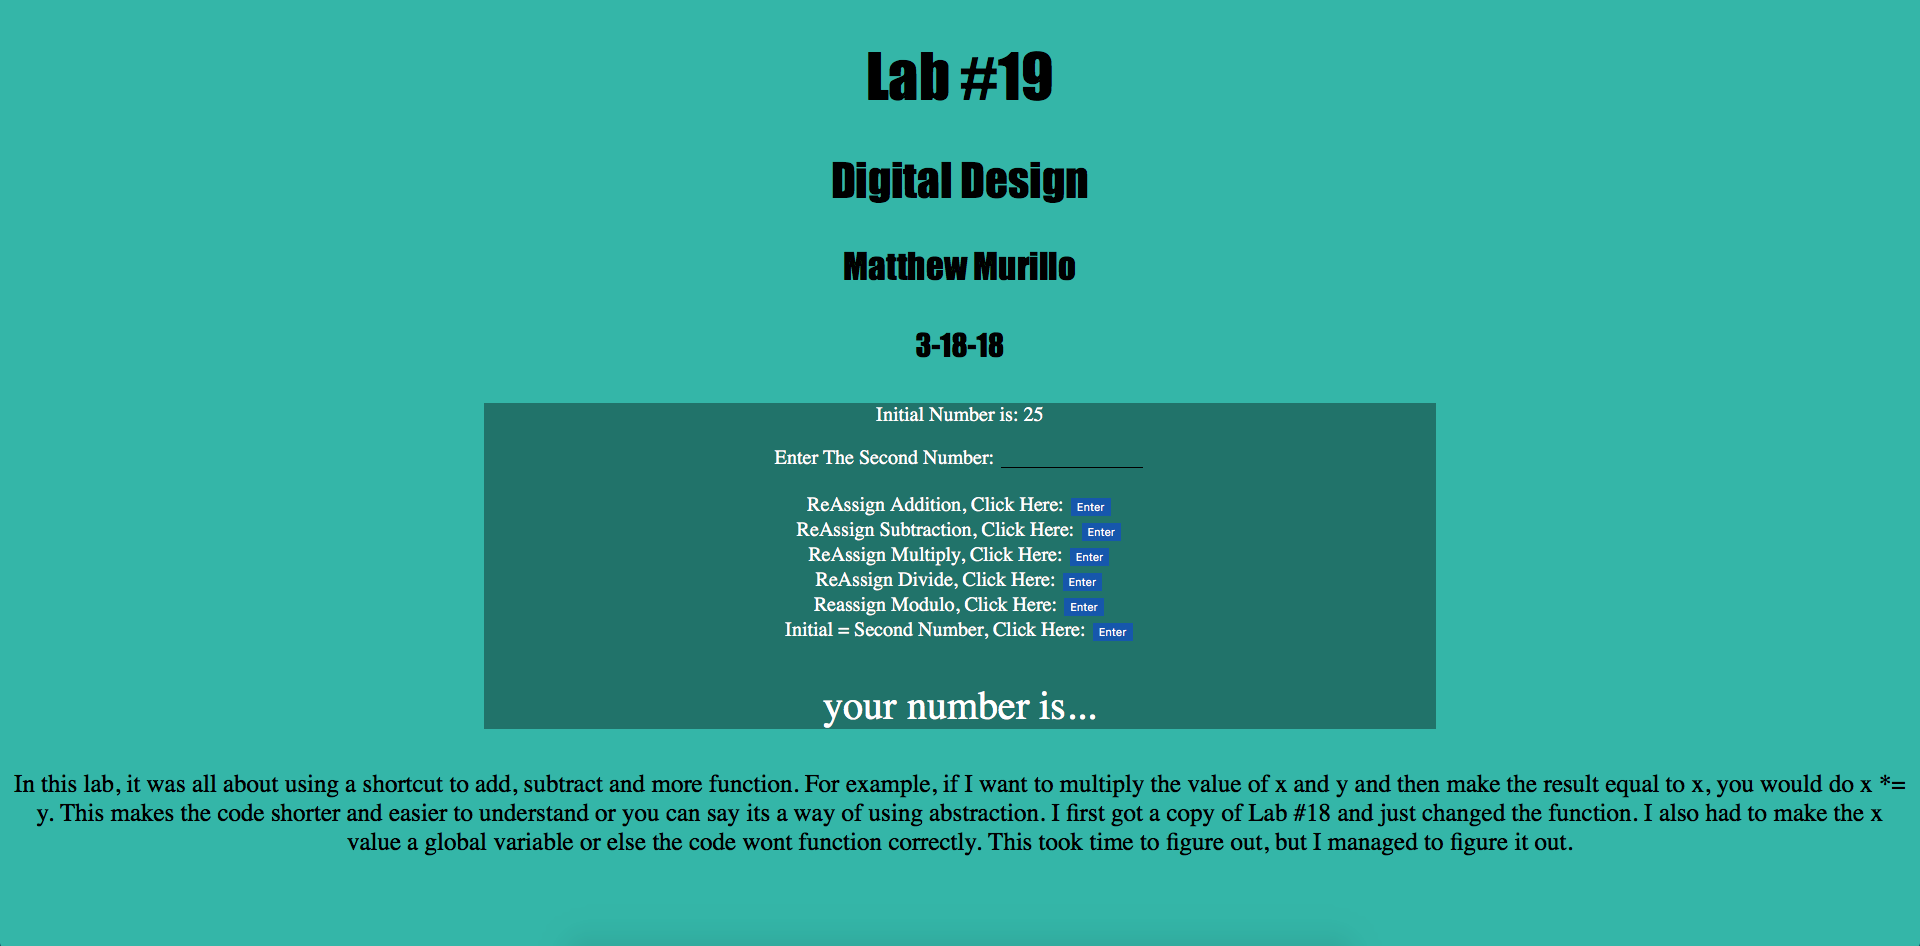 Lab #19
Digital Design
Matthew Murillo
3-18-18
Initial Number is: 25
Enter The Second Number:
ReAssign Addition, Click Here: Enter
ReAssign Subtraction, Click Here: Enter
ReAssign Multiply, Click Here: Enter
ReAssign Divide, Click Here: Enter
Reassign Modulo, Click Here: Enter
Initial = Second Number, Click Here: Enter
your number is...
In this lab, it was all about using a shortcut to add, subtract and more function. For example, if I want to multiply the value of x and y and then make the result equal to x, you would do x *=
y. This makes the code shorter and easier to understand or you can say its a way of using abstraction. I first got a copy of Lab #18 and just changed the function. I also had to make the x
value a global variable or else the code wont function correctly. This took time to figure out, but I managed to figure it out.